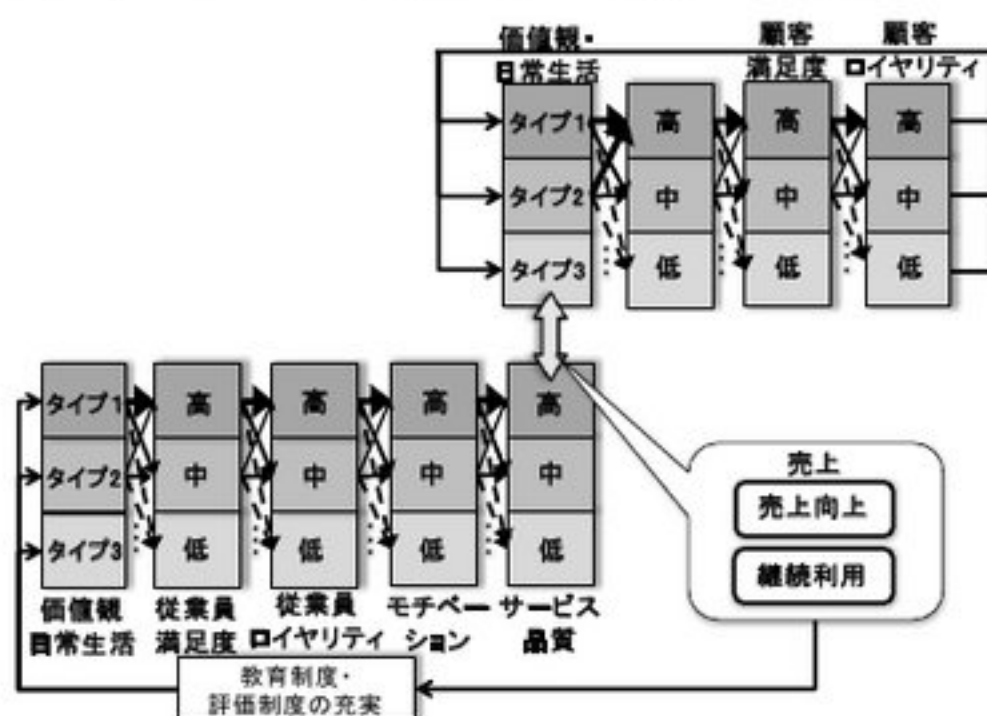 価値観・
日常生活
顧客
満足度
顧客
ロイヤリティ
タイプ1
高
高
高
タイプ2
中
中
中
タイプ3
低
低
低
タイプ1
高
高
高
高
タイプ2
中
中
中
中
タイプ3
低
低
低
低
価値観
日常生活
従業員
満足度
従業員
ロイヤリティ
モチベー
ション
サービス
品質
売上
売上向上
継続利用
教育制度・
評価制度の充実